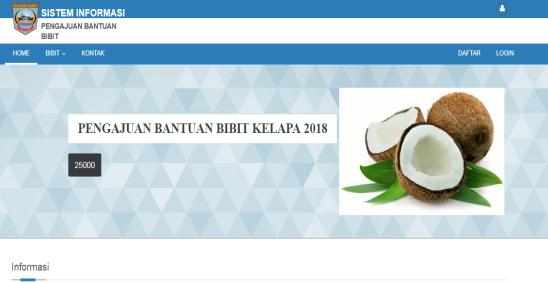 SISTEM INFORMASI
PENGAJUAN BANTUAN
BIBIT
HOME BIBIT KONTAK DAFTAR LOGIN
PENGAJUAN BANTUAN BIBIT KELAPA 2018
25000
Informasi